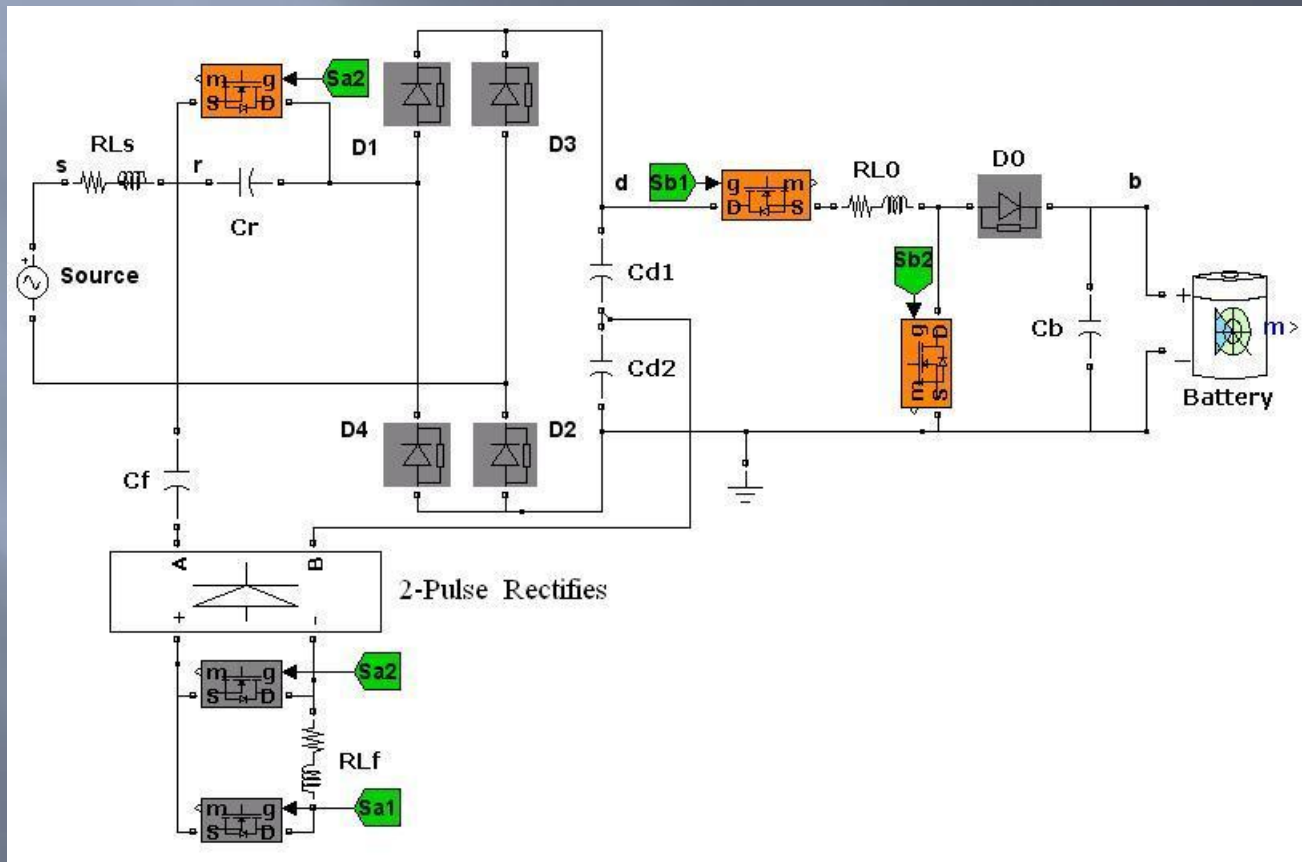 m g
S D
Sa2
D1
D3
RLs
s
r
Cr
Source
+
d
Sb1
g m
D S
RL0
D0
b
Sb2
g D
m S
Cd1
Cd2
Cb
+
−
m >
Battery
D4
D2
Cf
A B
+ -
2-Pulse Rectifies
m g
S D
Sa2
RLf
m g
S D
Sa1